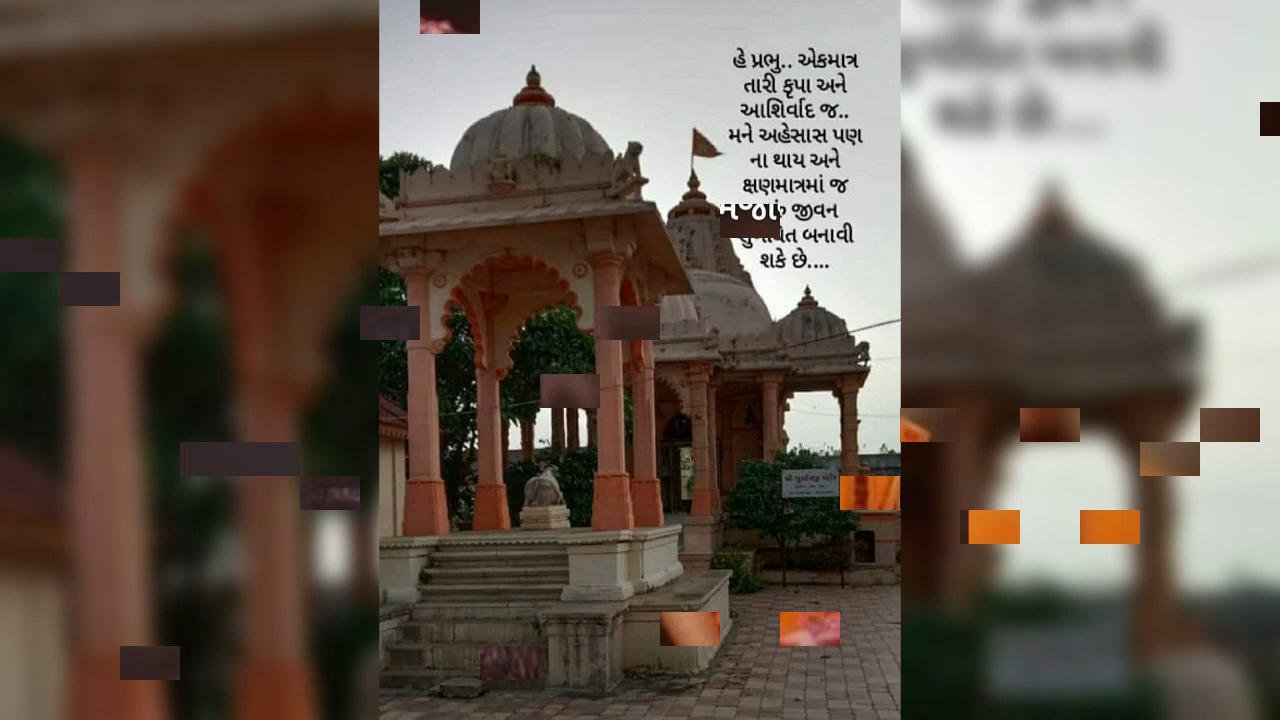 હે પ્રભુ.. એકમાત્ર
તારી કૃપા અને
આશિર્વાદ જ..
મને અહેસાસ પણ
ના થાય અને
ક્ષણમાત્રમાં જ
જીવન
બનાવી
શકે છે....